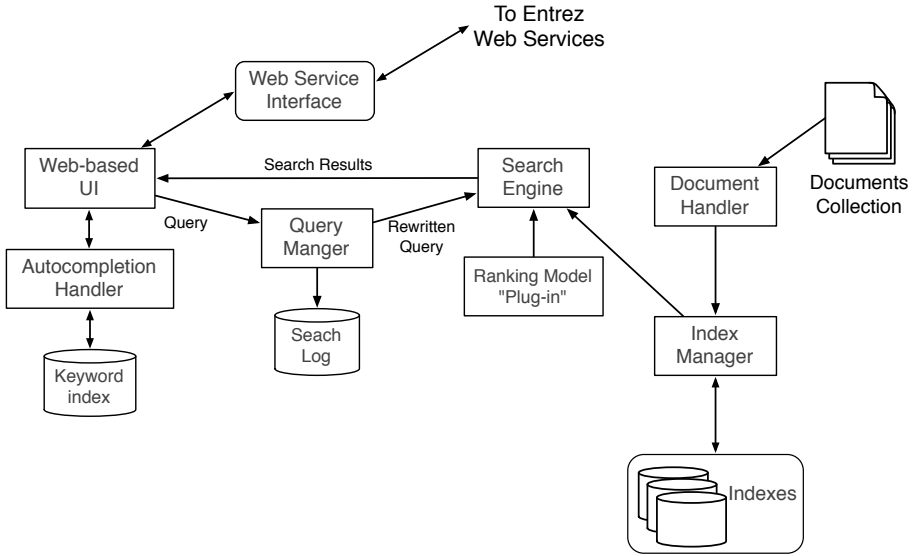 To Entrez
Web Services
Web Service
Interface
Web-based
UI
Search Results
Search
Engine
Document
Handler
Documents
Collection
Query
Query
Manger
Rewritten
Query
Autocompletion
Handler
Ranking Model
"Plug-in"
Seach
Log
Index
Manager
Keyword
index
Indexes